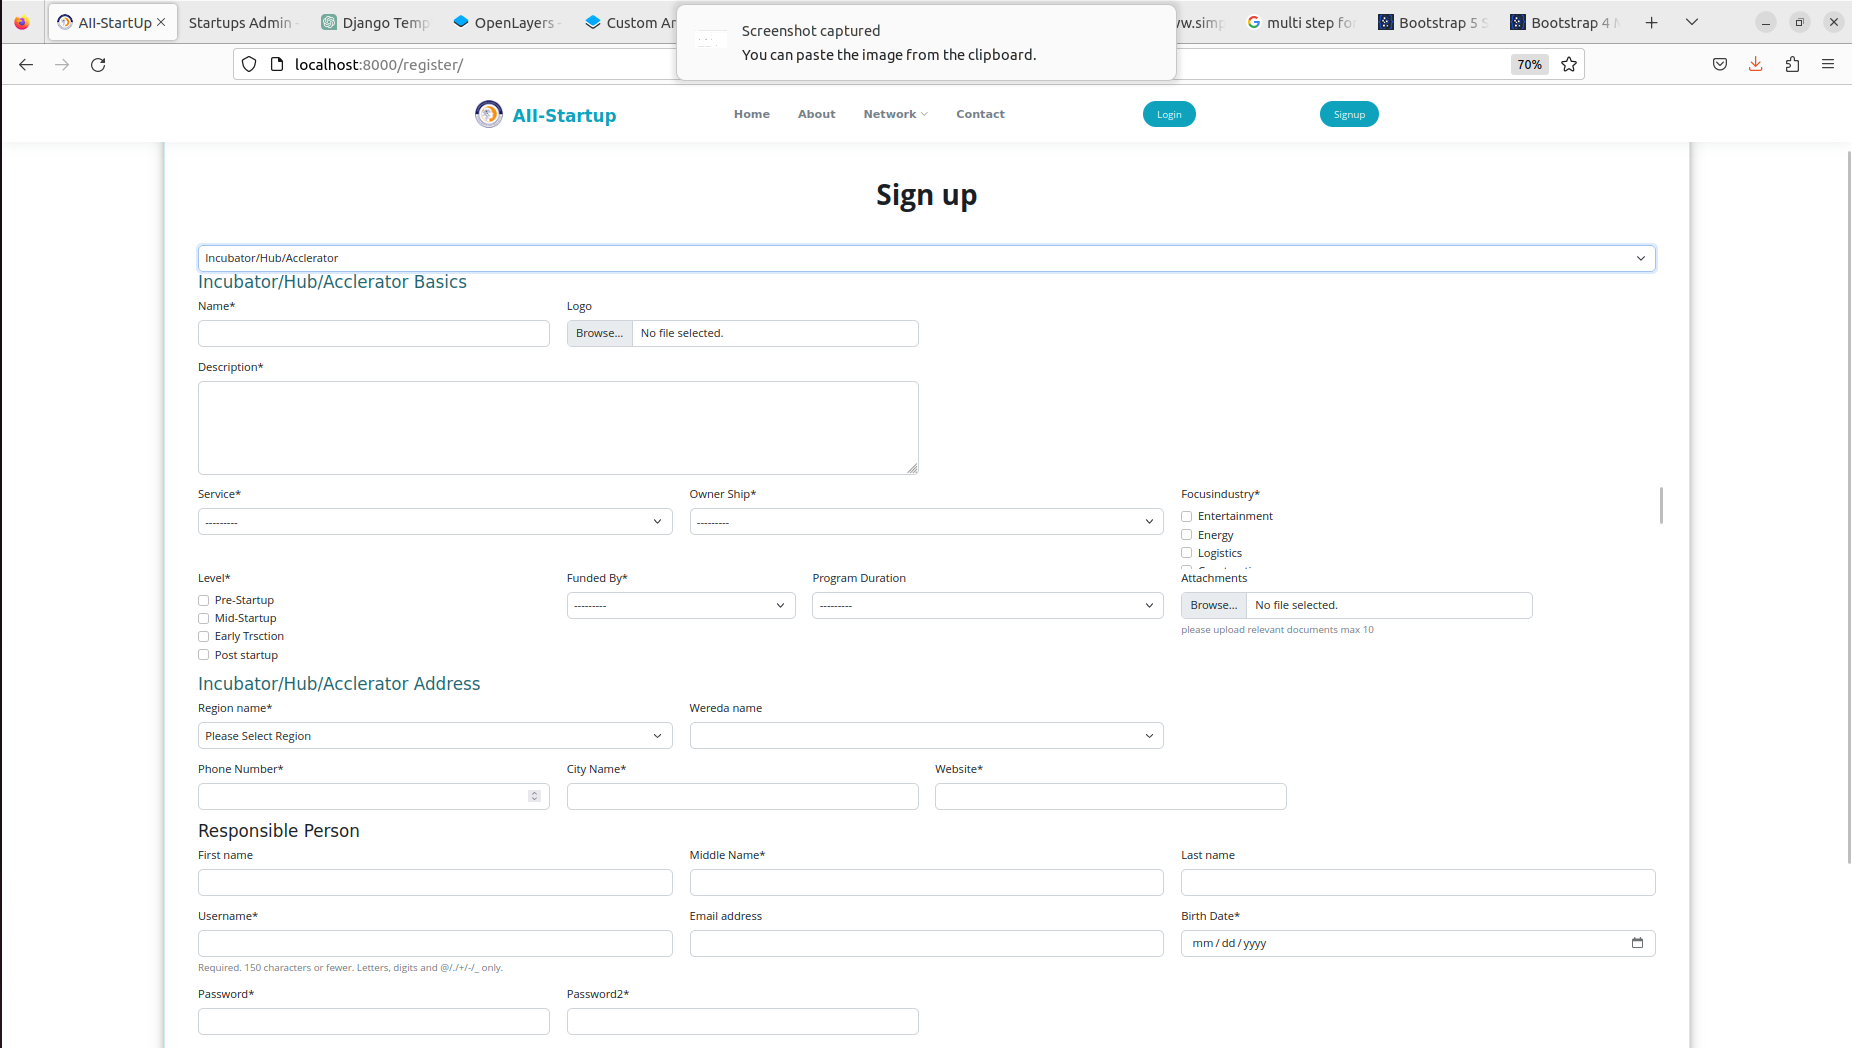 AII-StartUp
Startups Admin
Django Temp
OpenLayers
Custom Ar
Screenshot captured
You can paste the image from the clipboard.
multi step fo
Bootstrap 5
Bootstrap 4
localhost:8000/register/
70%
AII-Startup
Home About Network Contact
Login
Signup
Sign up
Incubator/Hub/Acclerator
Incubator/Hub/Acclerator Basics
Name* Logo
Browse... No file selected.
Description*
Service* Owner Ship* Focusindustry*
--------- ---------
Entertainment
Energy
Logistics
Level* Funded By* Program Duration Attachments
Pre-Startup
--------- --------- Browse... No file selected.
Mid-Startup
please upload relevant documents max 10
Early Trsction
Post startup
Incubator/Hub/Acclerator Address
Region name* Wereda name
Please Select Region
Phone Number* City Name* Website*
Responsible Person
First name Middle Name* Last name
Username* Email address Birth Date*
mm/dd/yyyy
Required. 150 characters or fewer. Letters, digits and @/./+/-/_ only.
Password* Password2*